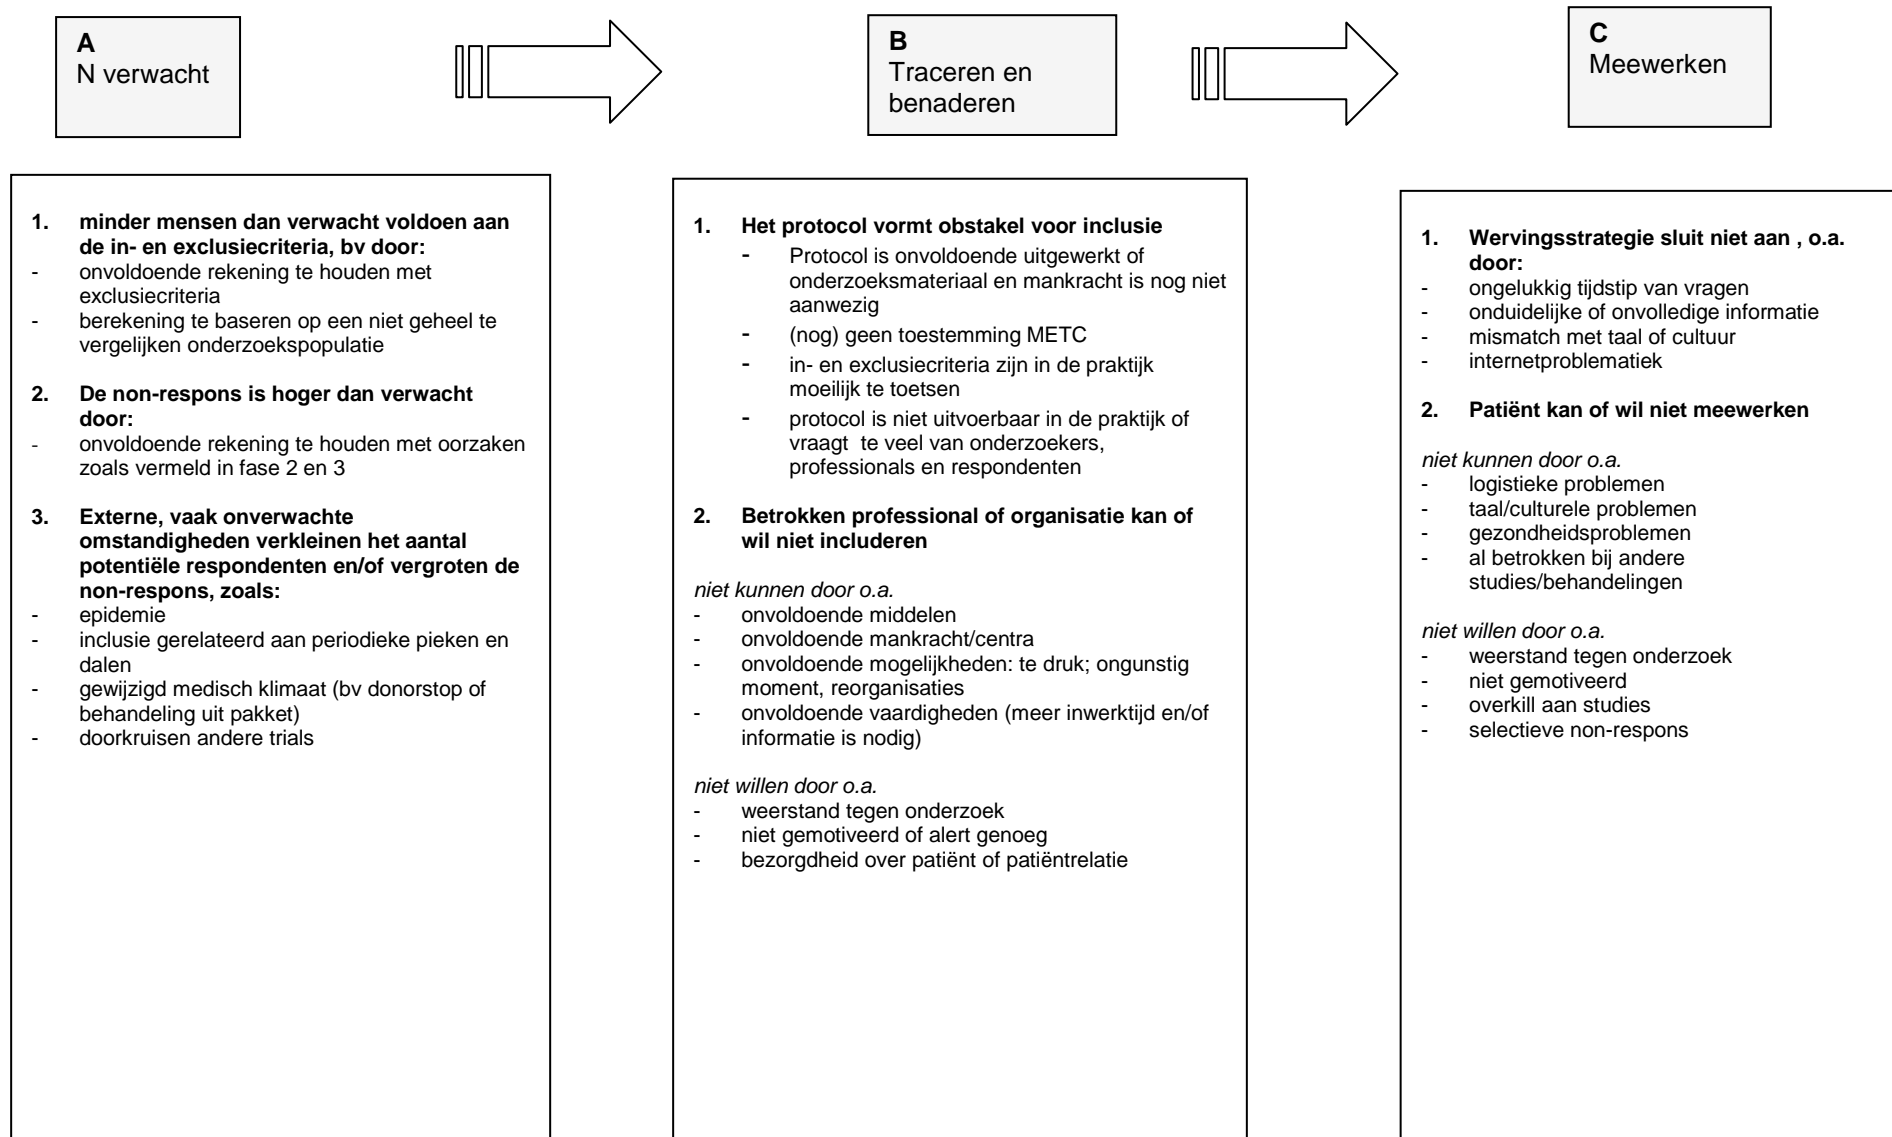 A
N verwacht
B
Traceren en
benaderen
C
Meewerken
1. minder mensen dan verwacht voldoen aan
de in- en exclusiecriteria, bv door:
- onvoldoende rekening te houden met
exclusiecriteria
- berekening te baseren op een niet geheel te
vergelijken onderzoekspopulatie
2. De non-respons is hoger dan verwacht
door:
- onvoldoende rekening te houden met oorzaken
zoals vermeld in fase 2 en 3
3. Externe, vaak onverwachte
omstandigheden verkleinen het aantal
potentiële respondenten en/of vergroten de
non-respons, zoals:
- epidemie
- inclusie gerelateerd aan periodieke pieken en
dalen
- gewijzigd medisch klimaat (bv donorstop of
behandeling uit pakket)
- doorkruisen andere trials
1. Het protocol vormt obstakel voor inclusie
- Protocol is onvoldoende uitgewerkt of
onderzoeksmateriaal en mankracht is nog niet
aanwezig
- (nog) geen toestemming METC
- in- en exclusiecriteria zijn in de praktijk
moeilijk te toetsen
- protocol is niet uitvoerbaar in de praktijk of
vraagt te veel van onderzoekers,
professionals en respondenten
2. Betrokken professional of organisatie kan of
wil niet includeren
niet kunnen door o.a.
- onvoldoende middelen
- onvoldoende mankracht/centra
- onvoldoende mogelijkheden: te druk; ongunstig
moment, reorganisaties
- onvoldoende vaardigheden (meer inwerktijd en/of
informatie is nodig)
niet willen door o.a.
- weerstand tegen onderzoek
- niet gemotiveerd of alert genoeg
- bezorgdheid over patiënt of patiëntrelatie
1. Wervingsstrategie sluit niet aan , o.a.
door:
- ongelukkig tijdstip van vragen
- onduidelijke of onvolledige informatie
- mismatch met taal of cultuur
- internetproblematiek
2. Patiënt kan of wil niet meewerken
niet kunnen door o.a.
- logistieke problemen
- taal/culturele problemen
- gezondheidsproblemen
- al betrokken bij andere
studies/behandelingen
niet willen door o.a.
- weerstand tegen onderzoek
- niet gemotiveerd
- overkill aan studies
- selectieve non-respons